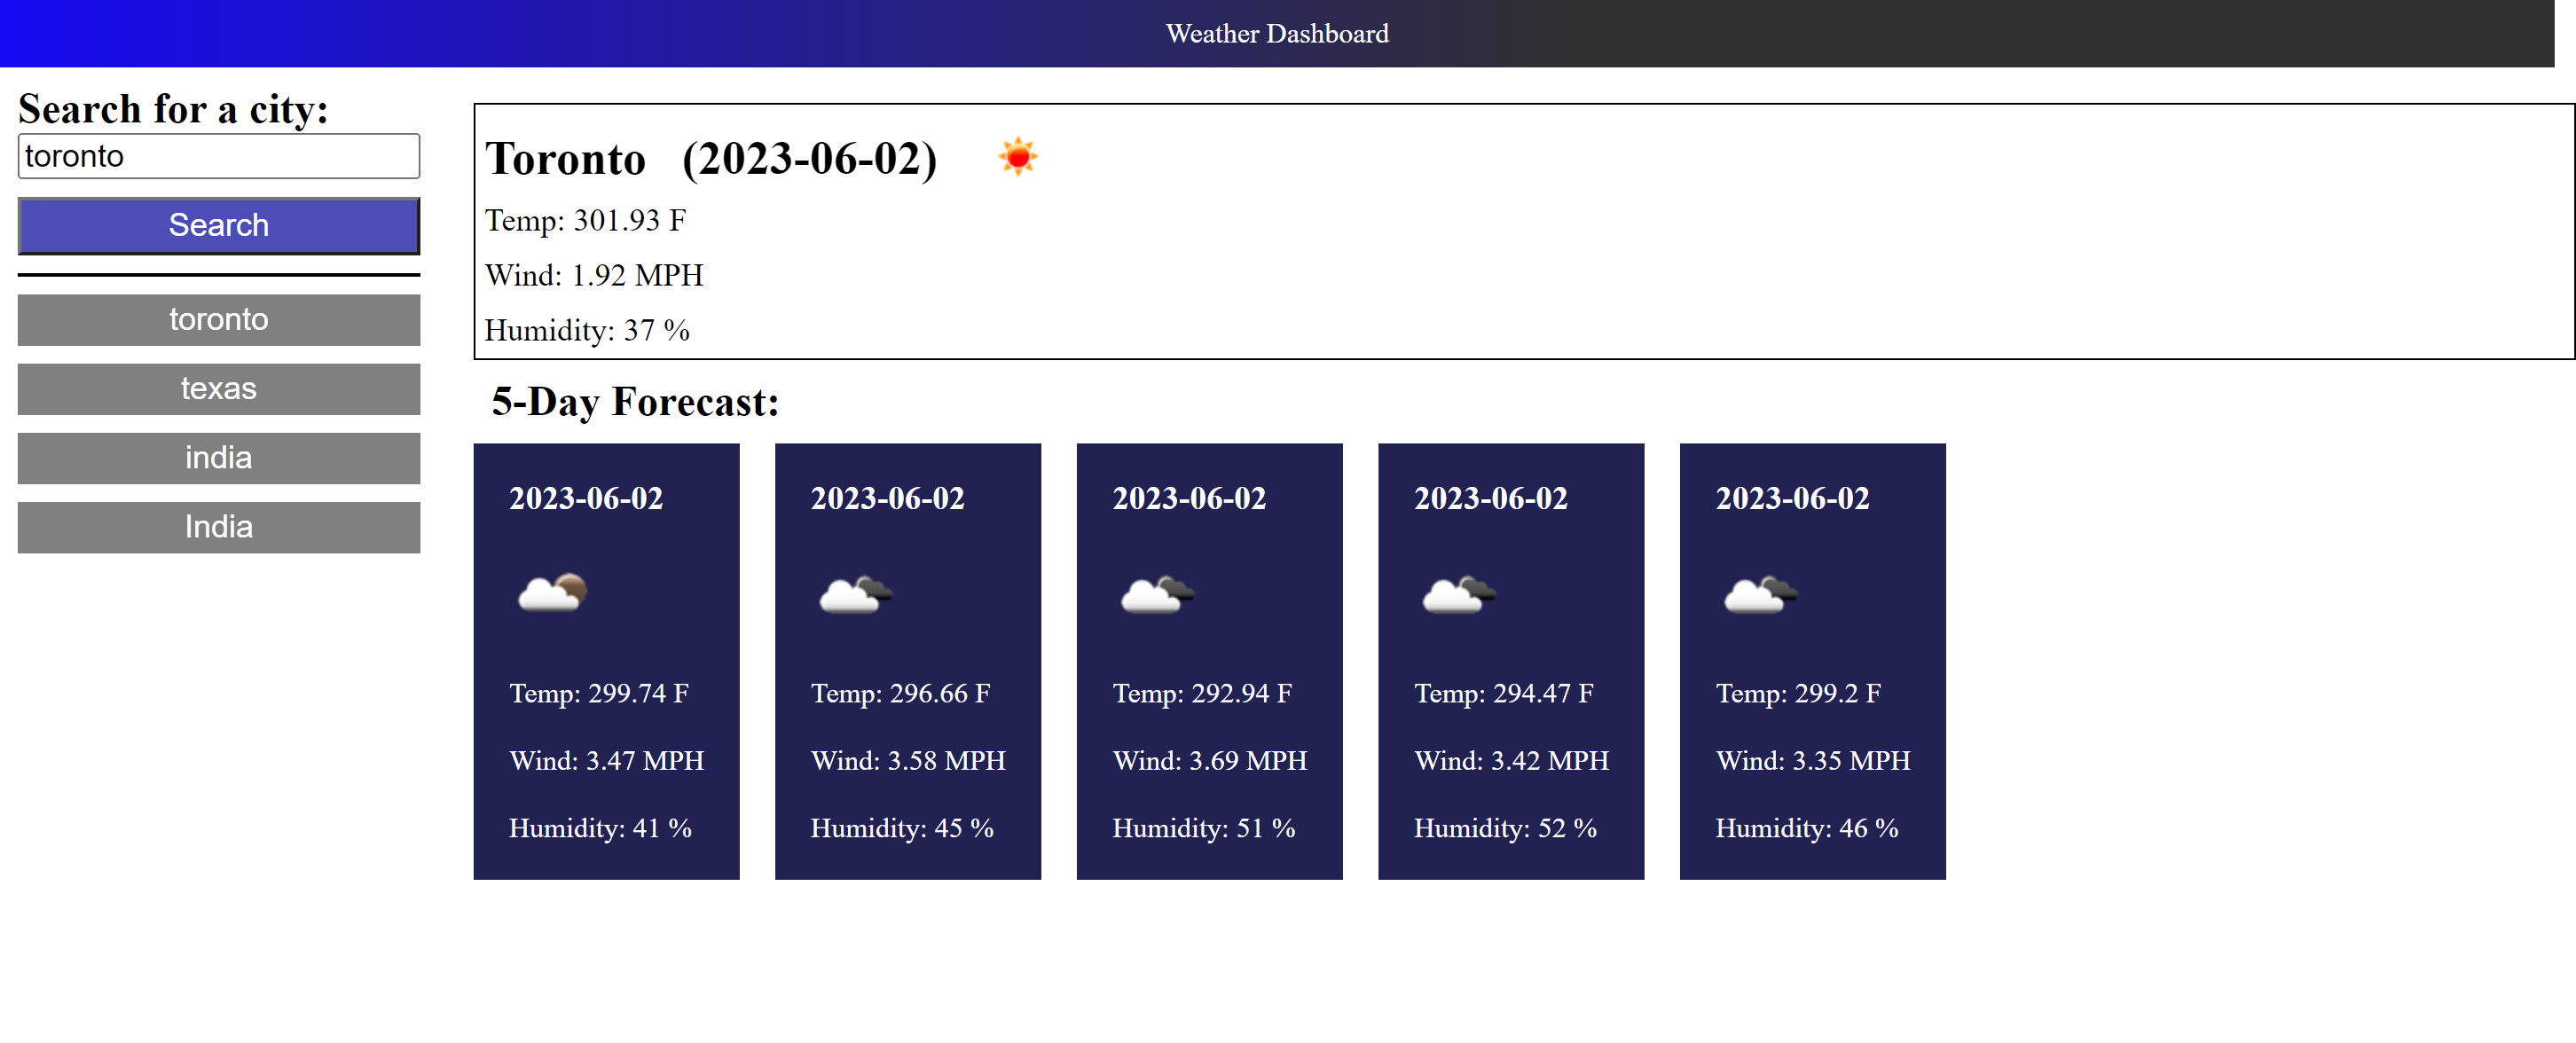 Weather Dashboard
Search for a city:
toronto
Search
toronto
texas
india
India
Toronto (2023-06-02)
Temp: 301.93 F
Wind: 1.92 MPH
Humidity: 37 %
5-Day Forecast:
2023-06-02
Temp: 299.74 F
Wind: 3.47 MPH
Humidity: 41 %
2023-06-02
Temp: 296.66 F
Wind: 3.58 MPH
Humidity: 45 %
2023-06-02
Temp: 292.94 F
Wind: 3.69 MPH
Humidity: 51 %
2023-06-02
Temp: 294.47 F
Wind: 3.42 MPH
Humidity: 52 %
2023-06-02
Temp: 299.2 F
Wind: 3.35 MPH
Humidity: 46 %